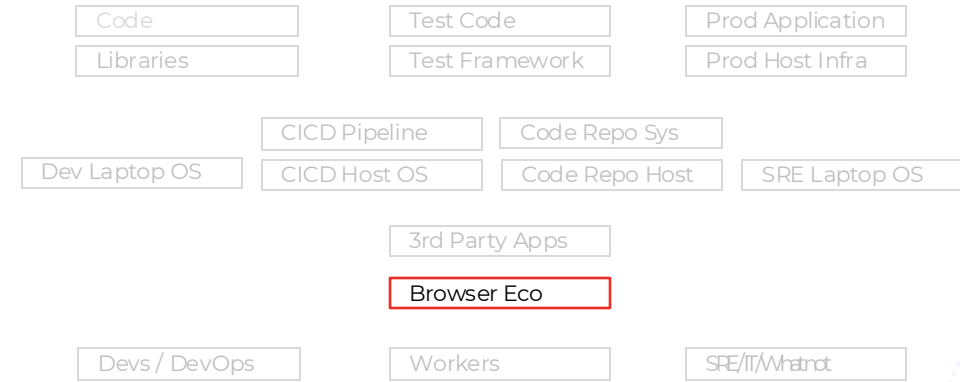 Code
Test Code
Prod Application
Libraries
Test Framework
Prod Host Infra
CICD Pipeline
Code Repo Sys
Dev Laptop OS
CICD Host OS
Code Repo Host
SRE Laptop OS
3rd Party Apps
Browser Eco
Devs / DevOps
Workers
SRE/IT/Whatnot